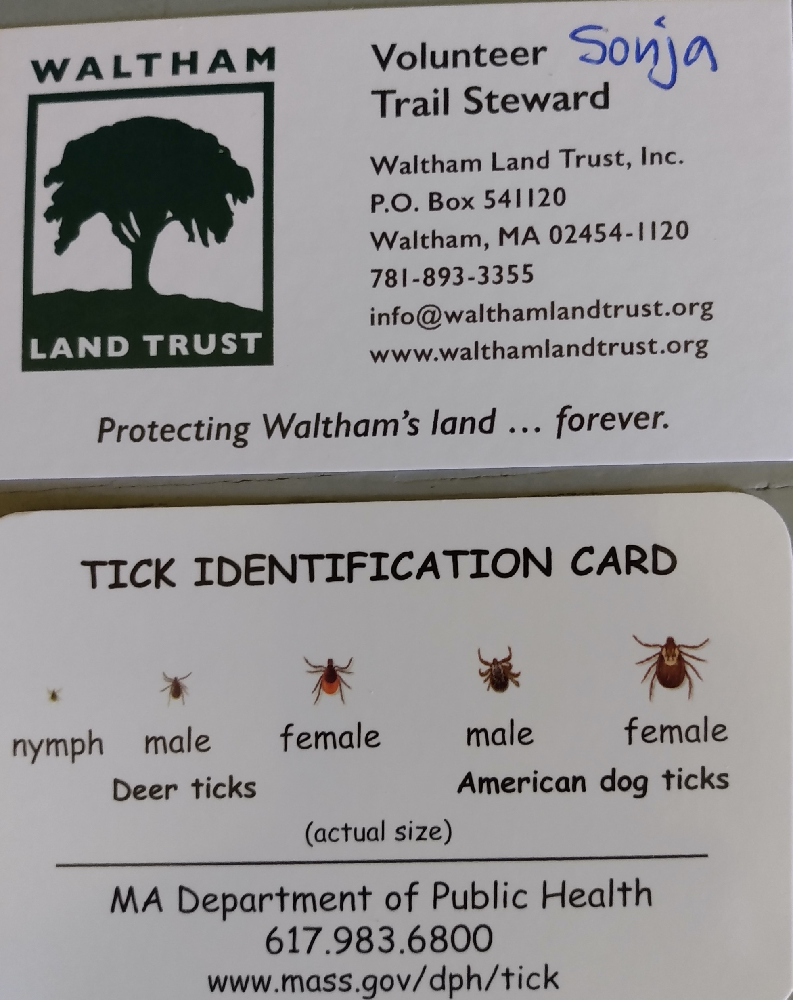 WALTHAM
LAND TRUST
Volunteer Sonja
Trail Steward
Waltham Land Trust, Inc.
P.O. Box 541120
Waltham, MA 02454-1120
781-893-3355
info@walthamlandtrust.org
www.walthamlandtrust.org
Protecting Waltham's land ... forever.
TICK IDENTIFICATION CARD
nymph male female male female
Deer ticks American dog ticks
(actual size)
MA Department of Public Health
617.983.6800
www.mass.gov/dph/tick